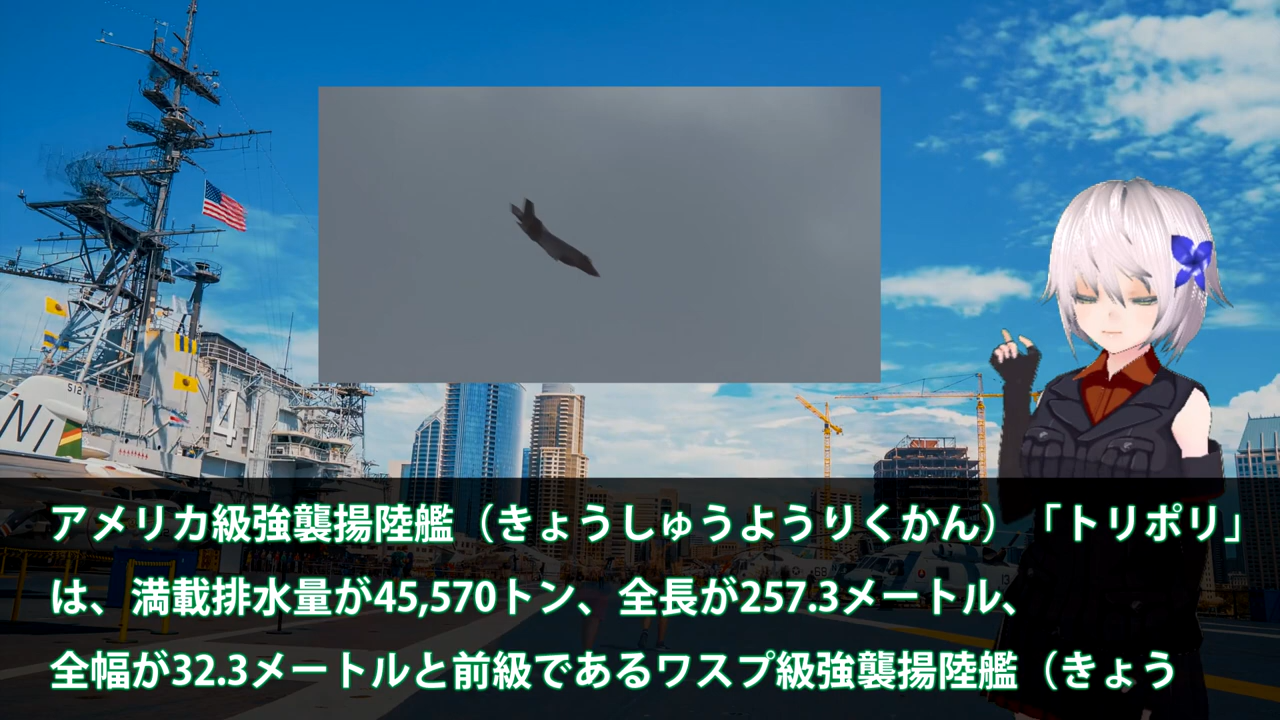 512
NI
4
アメリカ級強襲揚陸艦（きょうしゅうようりくかん）「トリポリ」
は、満載排水量が45,570トン、全長が257.3メートル、
全幅が32.3メートルと前級であるワスプ級強襲揚陸艦（きょう